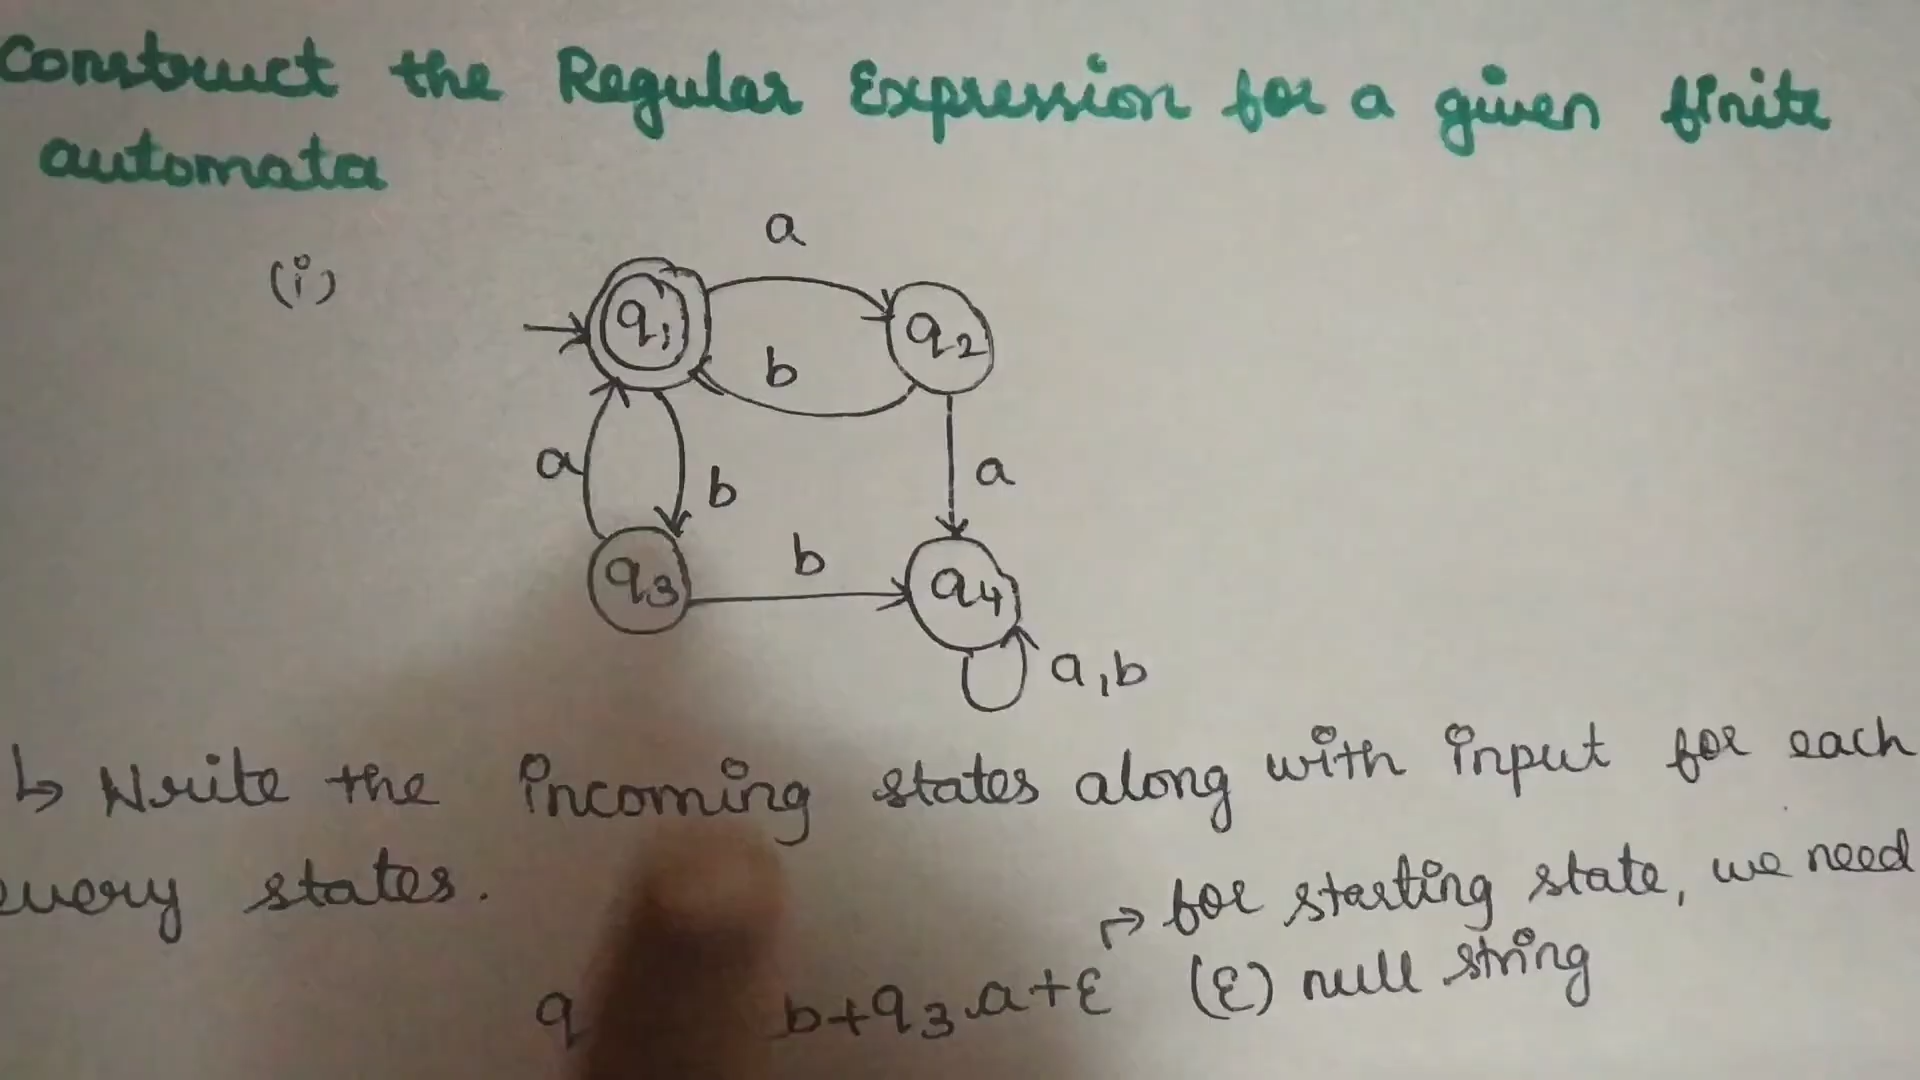 Construct the Regular Expression for a given finite
automata
(i)
a
q1
q2
b
a
b
a
b
q3
q4
a,b
↳ Write the incoming states along with input for each
every states.
↱ for starting state, we need
q b+q3.a+ε (ε) null string